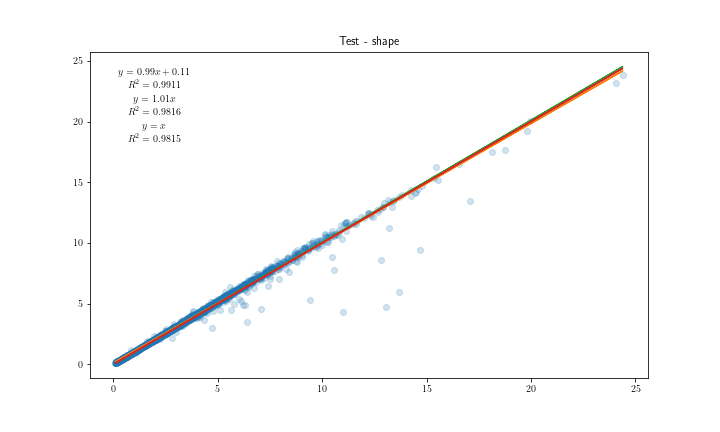 Test - shape
y = 0.99x + 0.11
R² = 0.9911
y = 1.01x
R² = 0.9816
y = x
R² = 0.9815
25
20
15
10
5
0
0 5 10 15 20 25